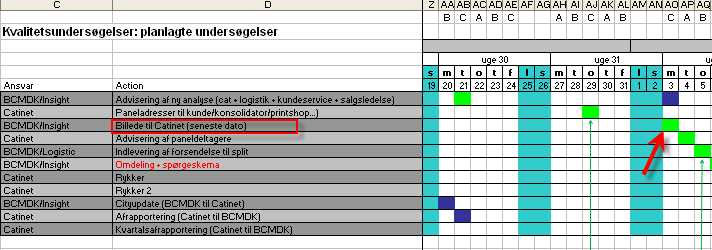 C D Z AA AB AC AD AE AF AG AH AI AJ AK AL AM AN AO AP AQ
B C A D C A B C A B C A B
Kvalitetsundersøgelser: planlagte undersøgelser
uge 30 uge 31
s m t o t f l s m t o t f l s m t o
Ansvar Action 19 20 21 22 23 24 25 26 27 28 29 30 31 1 2 3 4 5
BCMDK/Insight Advisering af ny analyse (cat + logistik + kundeservice + salgsledelse)
Catinet Paneladresser til kunde/konsolidator/printshop...)
BCMDK/Insight Billede til Catinet (seneste dato)
Catinet Advisering af paneldeltagere
BCMDK/Logistic Indlevering af forsendelse til split
BCMDK/Insight Omdeling + spørgeskema
Catinet Rykker
Catinet Rykker 2
BCMDK/Insight Cityupdate (BCMDK til Catinet)
Catinet Afrapportering (Catinet til BCMDK)
Catinet Kvartalsafrapportering (Catinet til BCMDK)